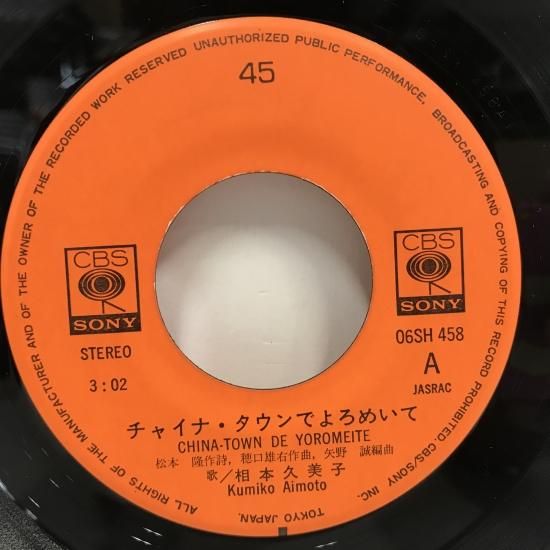 ALL RIGHTS OF THE MANUFACTURER AND OF THE OWNER OF THE RECORDED WORK RESERVED UNAUTHORIZED PUBLIC PERFORMANCE, BROADCASTING AND COPYING OF THIS RECORD PROHIBITED. CBS/SONY INC. TOKYO JAPAN.
45
CBS
SONY
STEREO
3:02
CBS
SONY
06SH 458
A
JASRAC
チャイナ・タウンでよろめいて
CHINA-TOWN DE YOROMEITE
松本 隆作詩, 穂口雄右作曲, 矢野 誠編曲
歌/相本久美子
Kumiko Aimoto